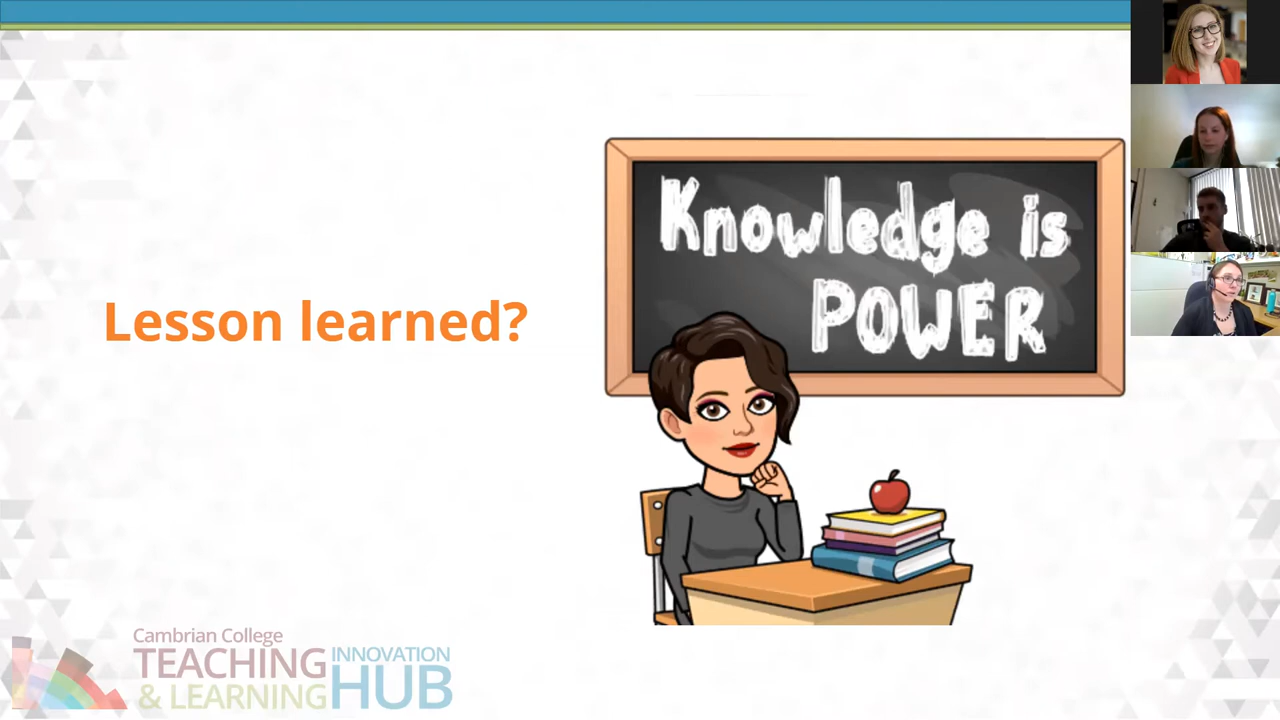 Knowledge is
POWER
Lesson learned?
Cambrian College
TEACHING
& LEARNING
INNOVATION
HUB